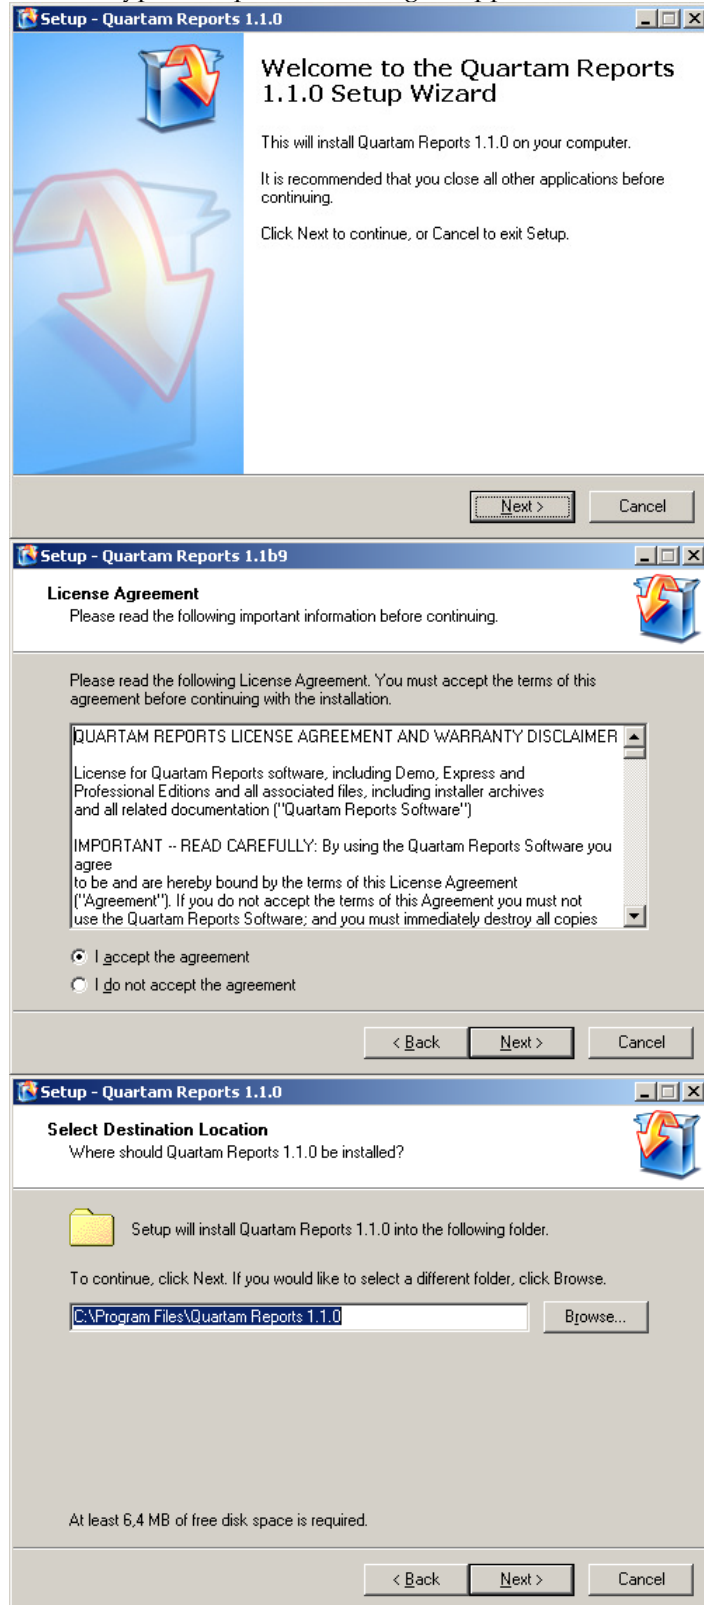 Setup - Quartam Reports 1.1.0
Welcome to the Quartam Reports
1.1.0 Setup Wizard
This will install Quartam Reports 1.1.0 on your computer.
It is recommended that you close all other applications before
continuing.
Click Next to continue, or Cancel to exit Setup.
Next >
Cancel
Setup - Quartam Reports 1.1b9
License Agreement
Please read the following important information before continuing.
Please read the following License Agreement. You must accept the terms of this
agreement before continuing with the installation.
QUARTAM REPORTS LICENSE AGREEMENT AND WARRANTY DISCLAIMER
License for Quartam Reports software, including Demo, Express and
Professional Editions and all associated files, including installer archives
and all related documentation ("Quartam Reports Software")
IMPORTANT -- READ CAREFULLY: By using the Quartam Reports Software you
agree
to be and are hereby bound by the terms of this License Agreement
("Agreement"). If you do not accept the terms of this Agreement you must not
use the Quartam Reports Software; and you must immediately destroy all copies
I accept the agreement
I do not accept the agreement
< Back
Next >
Cancel
Setup - Quartam Reports 1.1.0
Select Destination Location
Where should Quartam Reports 1.1.0 be installed?
Setup will install Quartam Reports 1.1.0 into the following folder.
To continue, click Next. If you would like to select a different folder, click Browse.
C:\Program Files\Quartam Reports 1.1.0
Browse...
At least 6,4 MB of free disk space is required.
< Back
Next >
Cancel